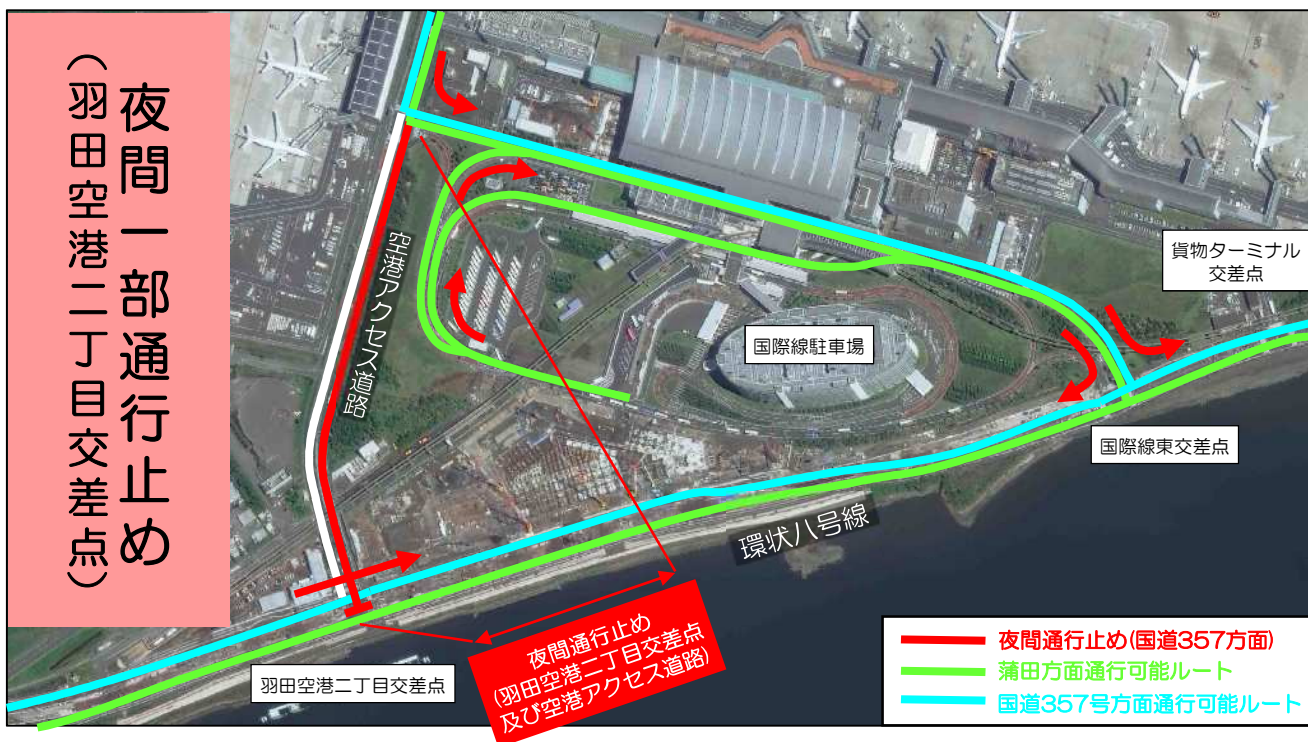 夜間一部通行止め
（羽田空港二丁目交差点）
空港アクセス道路
貨物ターミナル
交差点
国際線駐車場
国際線東交差点
環状八号線
夜間通行止め
(羽田空港二丁目交差点
及び空港アクセス道路)
羽田空港二丁目交差点
夜間通行止め(国道357方面)
蒲田方面通行可能ルート
国道357号方面通行可能ルート